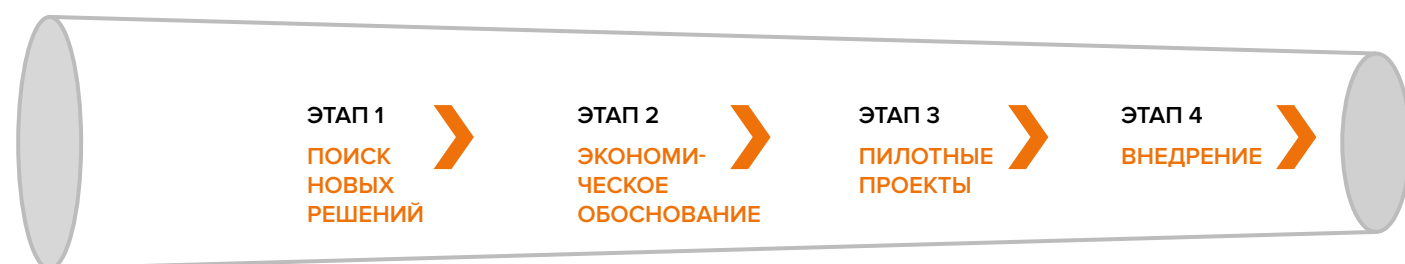 ЭТАП 1
ПОИСК
НОВЫХ
РЕШЕНИЙ
ЭТАП 2
ЭКОНОМИ-
ЧЕСКОЕ
ОБОСНОВАНИЕ
ЭТАП 3
ПИЛОТНЫЕ
ПРОЕКТЫ
ЭТАП 4
ВНЕДРЕНИЕ